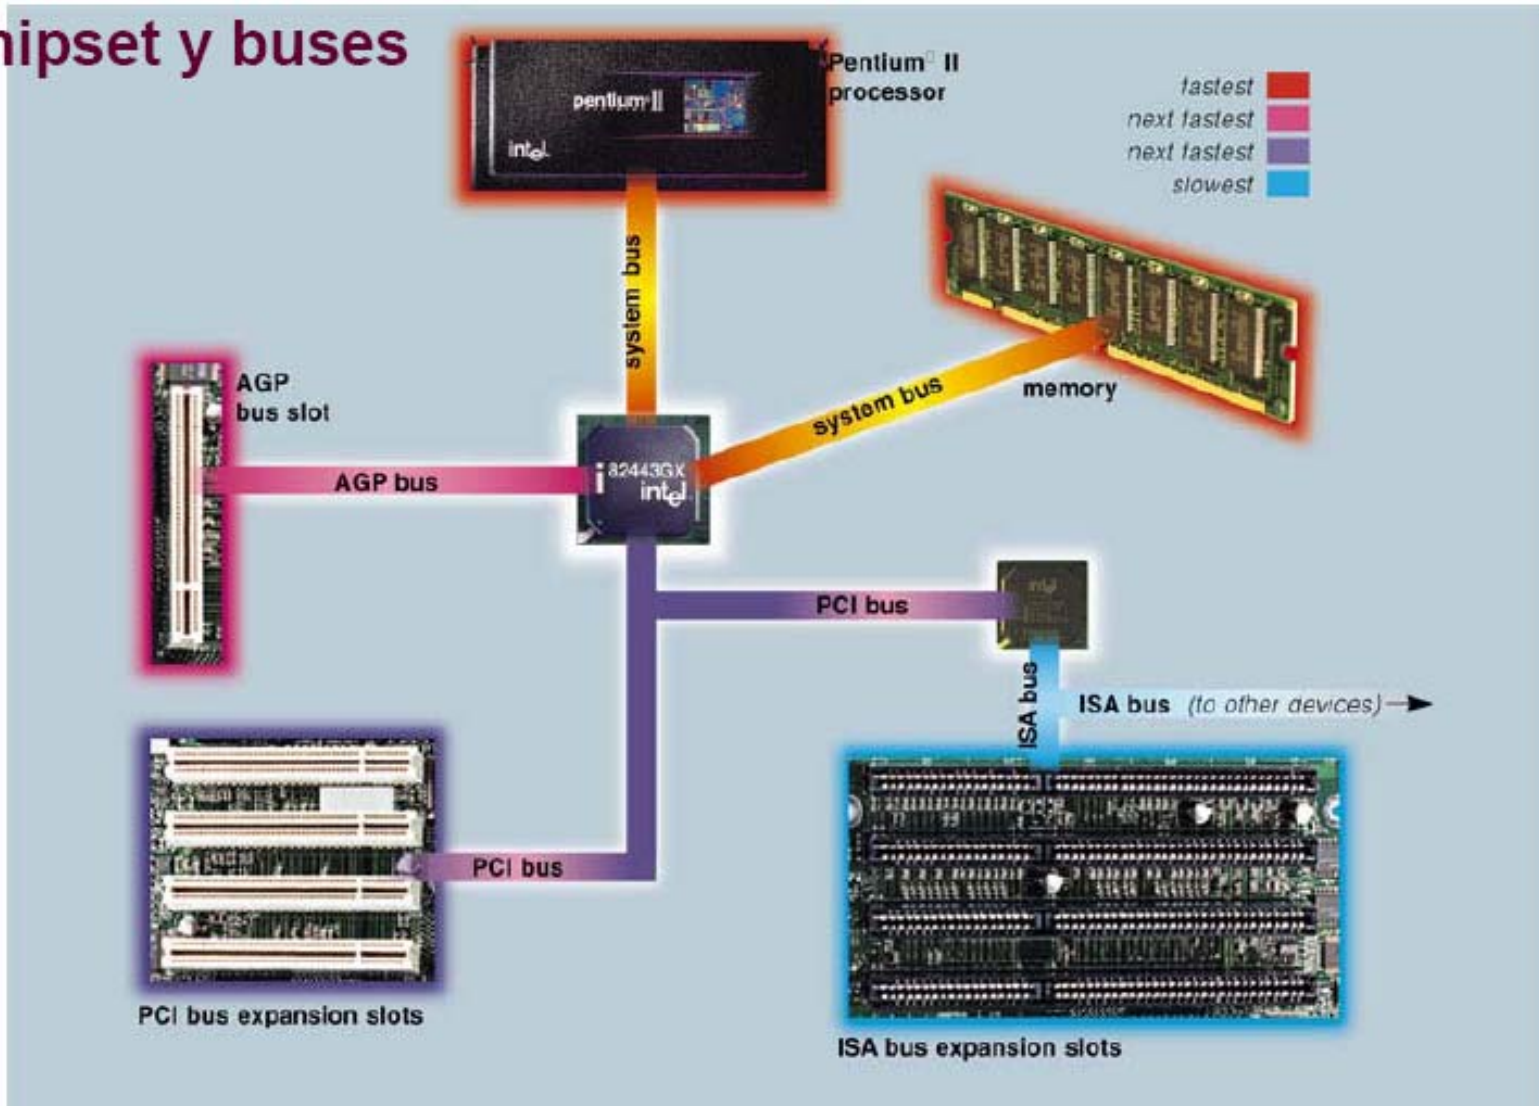 hipset y buses
Pentium II
processor
pentium II
intel
fastest
next fastest
next fastest
slowest
system bus
system bus
memory
AGP
bus slot
AGP bus
i 82443GX
intel
PCI bus
intel
ISA bus
ISA bus (to other devices)
PCI bus
PCI bus expansion slots
ISA bus expansion slots